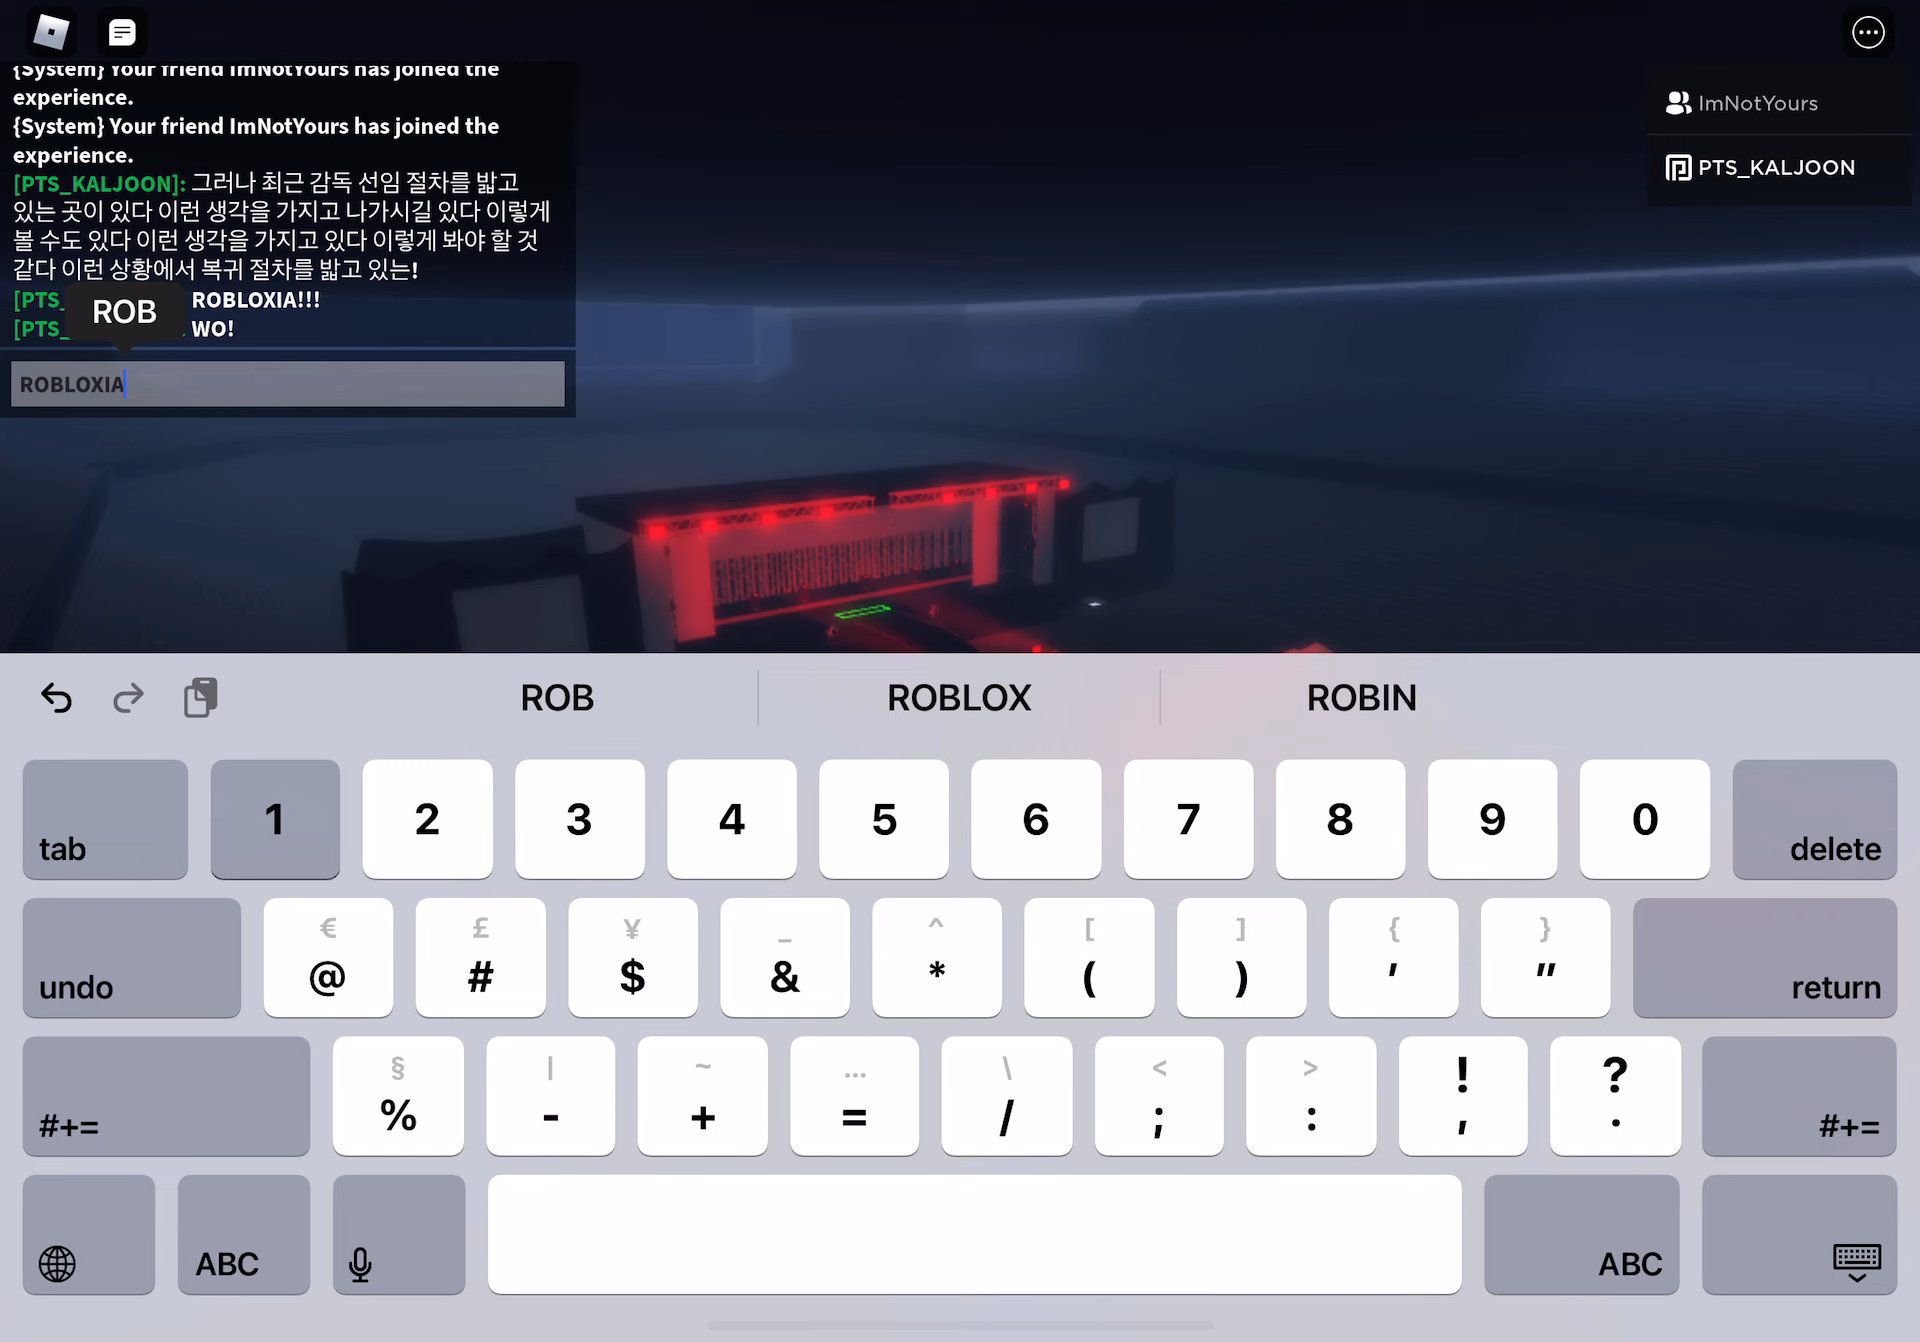 {System} Your friend ImNotYours has joined the
experience.
{System} Your friend ImNotYours has joined the
experience.
[PTS_KALJOON]: 그러나 최근 감독 선임 절차를 밟고
있는 곳이 있다 이런 생각을 가지고 나가시길 있다 이렇게
볼 수도 있다 이런 생각을 가지고 있다 이렇게 봐야 할 것
같다 이런 상황에서 복귀 절차를 밟고 있는!
[PTS_ ROBLOXIA!!!
[PTS_ WO!
ROB
ROBLOXIA
ImNotYours
PTS_KALJOON
ROB ROBLOX ROBIN
tab 1 2 3 4 5 6 7 8 9 0 delete
€ £ ¥ _ ^ [ ] { }
undo @ # $ & * ( ) ' " return
§ | ~ … \ < > ! ?
#+= % - + = / ; : , . #+=
ABC ABC